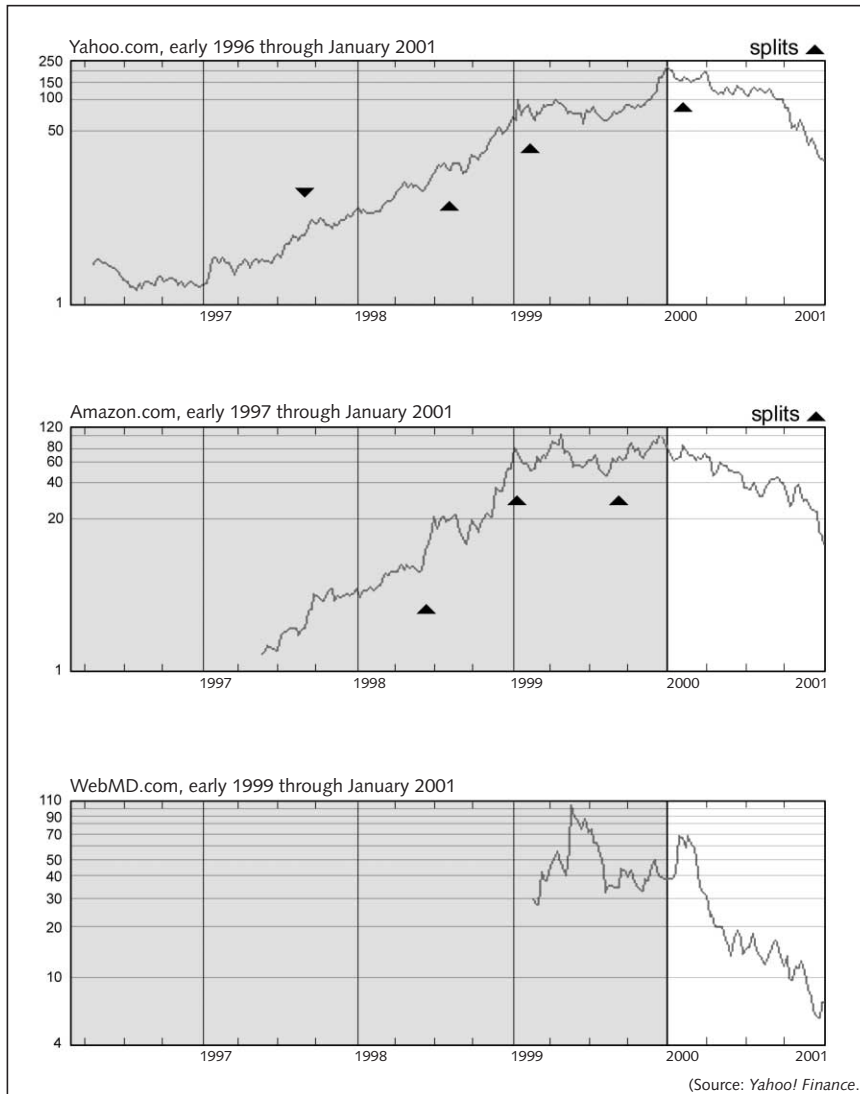 Yahoo.com, early 1996 through January 2001 splits
250
150
100
50
1
1997 1998 1999 2000 2001
Amazon.com, early 1997 through January 2001 splits
120
80
60
40
20
1
1997 1998 1999 2000 2001
WebMD.com, early 1999 through January 2001
110
90
70
50
40
30
20
10
4
1997 1998 1999 2000 2001
(Source: Yahoo! Finance.